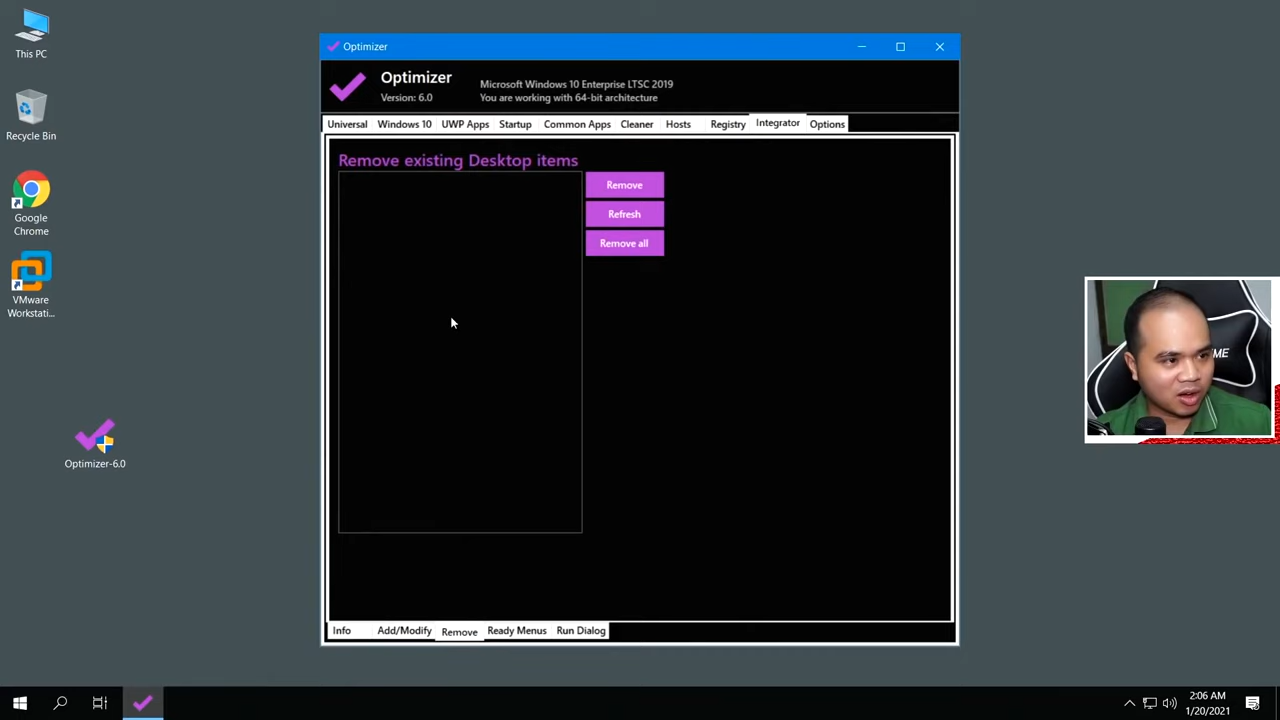 This PC
Recycle Bin
Google
Chrome
VMware
Workstati...
Optimizer-6.0
Optimizer
Optimizer
Version: 6.0
Microsoft Windows 10 Enterprise LTSC 2019
You are working with 64-bit architecture
Universal Windows 10 UWP Apps Startup Common Apps Cleaner Hosts Registry Integrator Options
Remove existing Desktop items
Remove
Refresh
Remove all
Info Add/Modify Remove Ready Menus Run Dialog
2:06 AM
1/20/2021